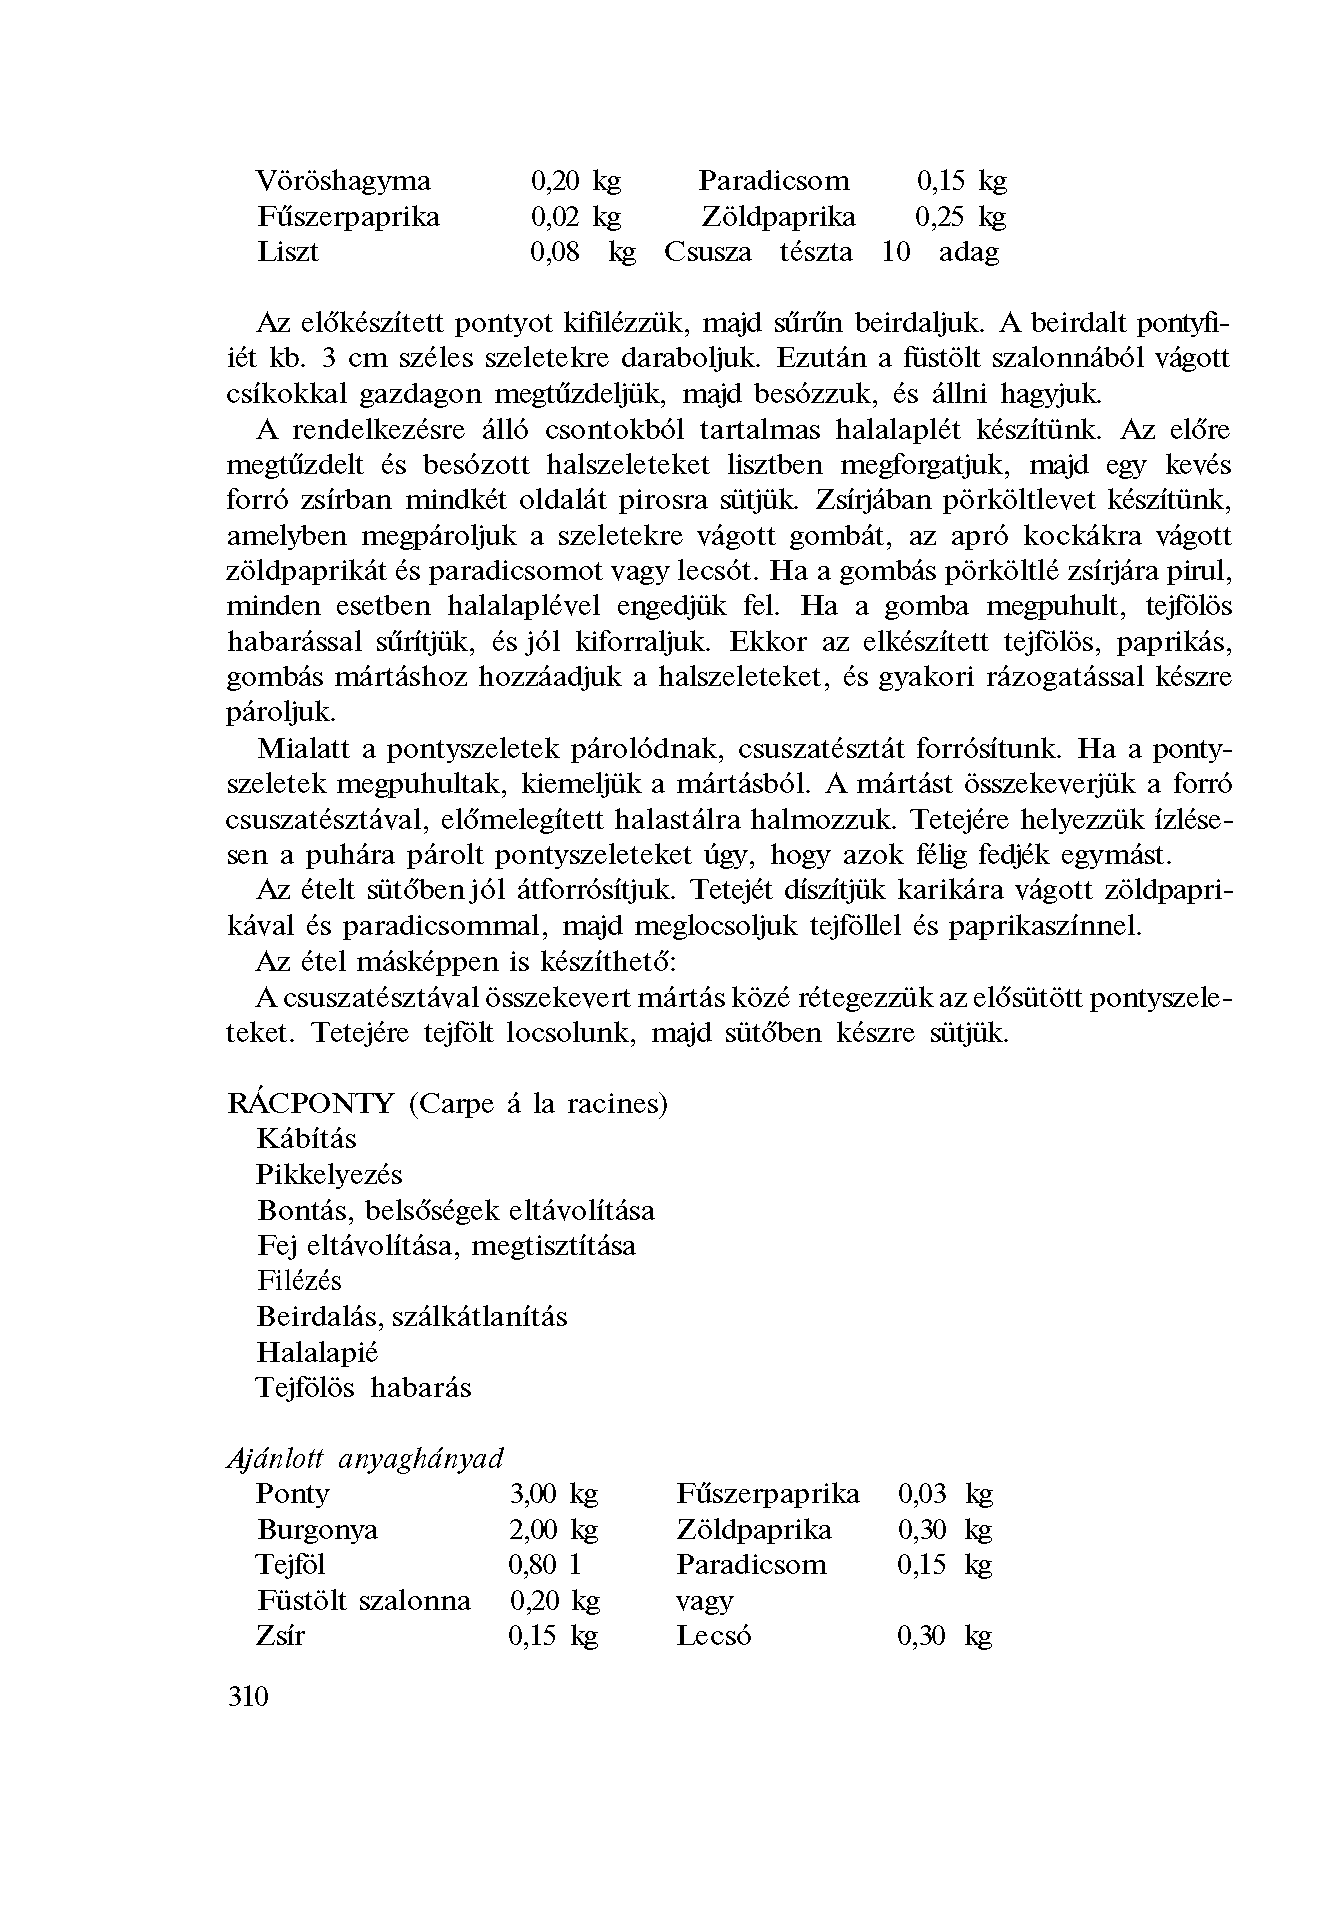 Vöröshagyma 0,20 kg Paradicsom 0,15 kg
Fűszerpaprika 0,02 kg Zöldpaprika 0,25 kg
Liszt 0,08 kg Csusza tészta 10 adag
Az előkészített pontyot kifilézzük, majd sűrűn beirdaljuk. A beirdalt pontyfi-
iét kb. 3 cm széles szeletekre daraboljuk. Ezután a füstölt szalonnából vágott
csíkokkal gazdagon megtűzdeljük, majd besózzuk, és állni hagyjuk.
A rendelkezésre álló csontokból tartalmas halalaplét készítünk. Az előre
megtűzdelt és besózott halszeleteket lisztben megforgatjuk, majd egy kevés
forró zsírban mindkét oldalát pirosra sütjük. Zsírjában pörköltlevet készítünk,
amelyben megpároljuk a szeletekre vágott gombát, az apró kockákra vágott
zöldpaprikát és paradicsomot vagy lecsót. Ha a gombás pörköltlé zsírjára pirul,
minden esetben halalaplével engedjük fel. Ha a gomba megpuhult, tejfölös
habarással sűrítjük, és jól kiforraljuk. Ekkor az elkészített tejfölös, paprikás,
gombás mártáshoz hozzáadjuk a halszeleteket, és gyakori rázogatással készre
pároljuk.
Mialatt a pontyszeletek párolódnak, csuszatésztát forrósítunk. Ha a ponty-
szeletek megpuhultak, kiemeljük a mártásból. A mártást összekeverjük a forró
csuszatésztával, előmelegített halastálra halmozzuk. Tetejére helyezzük ízlése-
sen a puhára párolt pontyszeleteket úgy, hogy azok félig fedjék egymást.
Az ételt sütőben jól átforrósítjuk. Tetejét díszítjük karikára vágott zöldpapri-
kával és paradicsommal, majd meglocsoljuk tejföllel és paprikaszínnel.
Az étel másképpen is készíthető:
A csuszatésztával összekevert mártás közé rétegezzük az elősütött pontyszele-
teket. Tetejére tejfölt locsolunk, majd sütőben készre sütjük.
RÁCPONTY (Carpe á la racines)
Kábítás
Pikkelyezés
Bontás, belsőségek eltávolítása
Fej eltávolítása, megtisztítása
Filézés
Beirdalás, szálkátlanítás
Halalapié
Tejfölös habarás
Ajánlott anyaghányad
Ponty 3,00 kg Fűszerpaprika 0,03 kg
Burgonya 2,00 kg Zöldpaprika 0,30 kg
Tejföl 0,80 l Paradicsom 0,15 kg
Füstölt szalonna 0,20 kg vagy
Zsír 0,15 kg Lecsó 0,30 kg
310